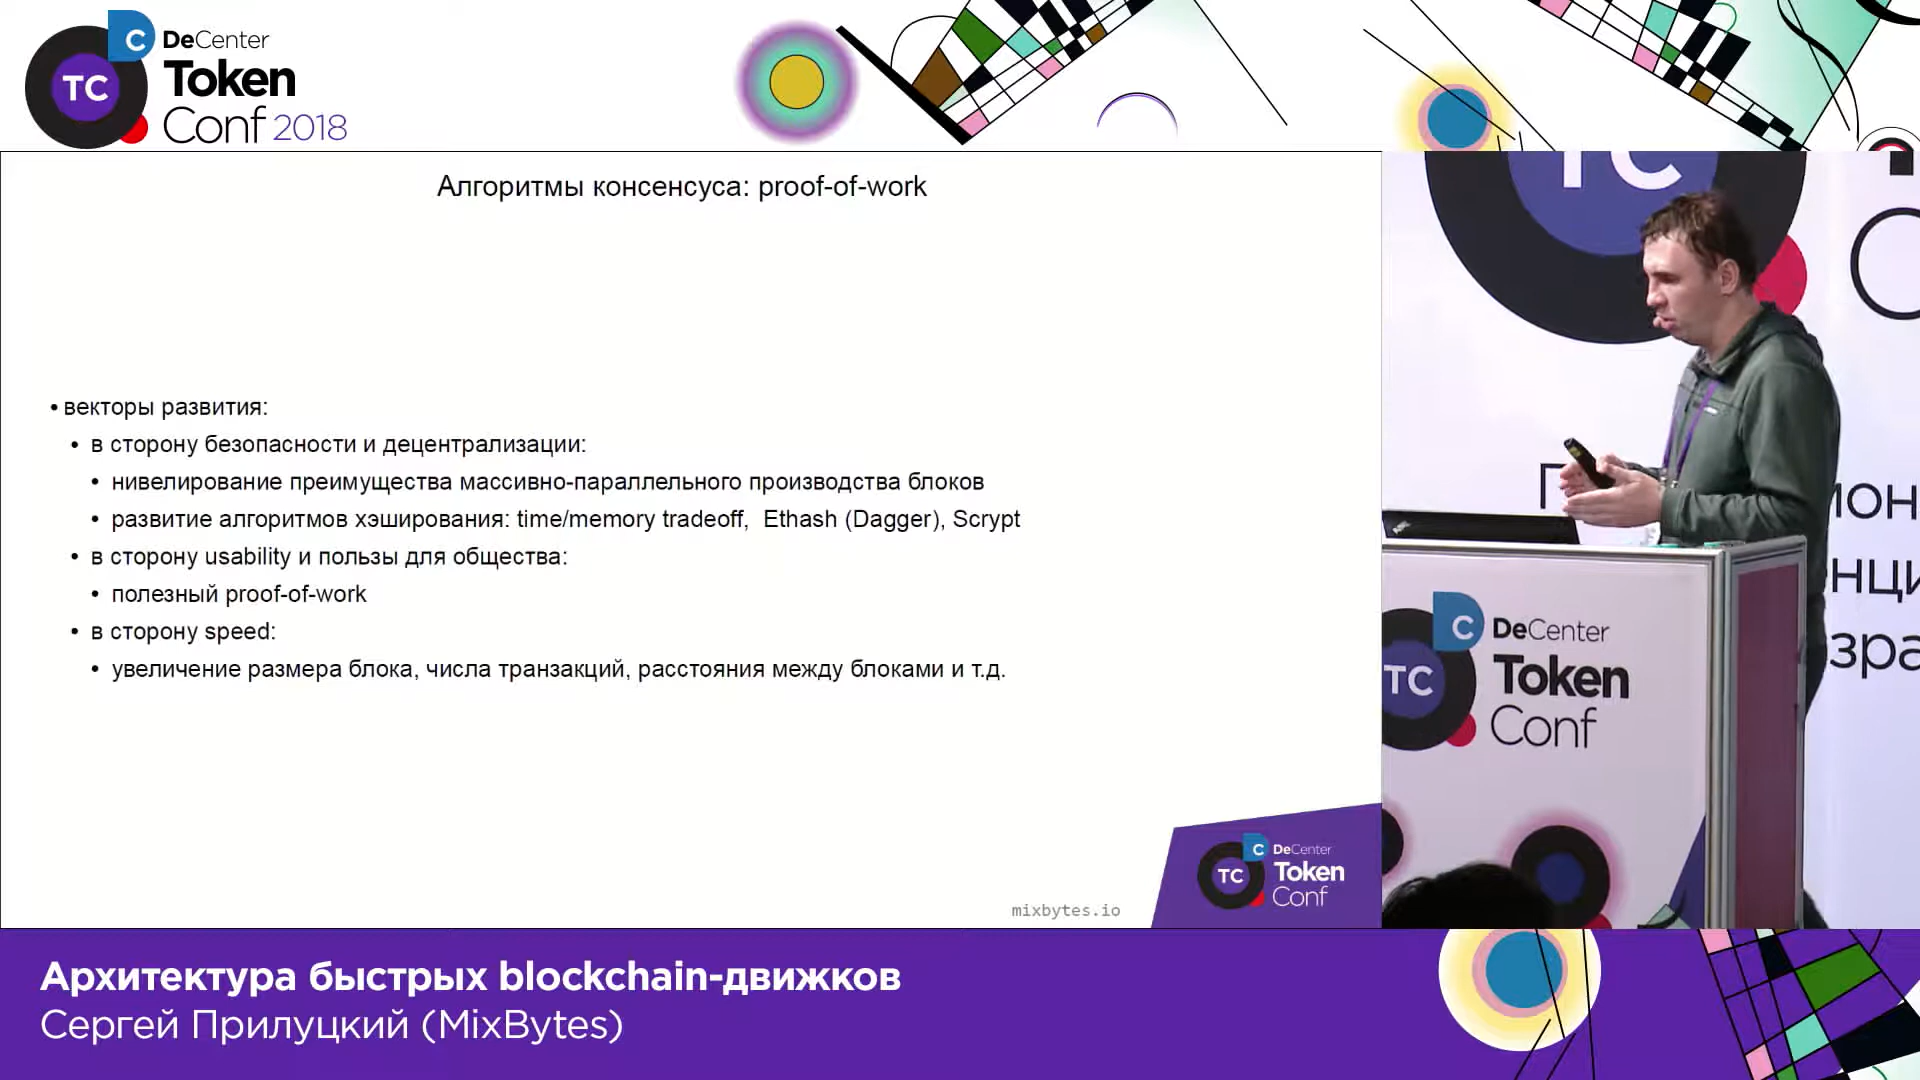 DeCenter
C
TC
Token
Conf 2018
Алгоритмы консенсуса: proof-of-work
• векторы развития:
• в сторону безопасности и децентрализации:
• нивелирование преимущества массивно-параллельного производства блоков
• развитие алгоритмов хэширования: time/memory tradeoff, Ethash (Dagger), Scrypt
• в сторону usability и пользы для общества:
• полезный proof-of-work
• в сторону speed:
• увеличение размера блока, числа транзакций, расстояния между блоками и т.д.
mixbytes.io
C DeCenter
TC Token
Conf
TC
C DeCenter
TC Token
Conf
Архитектура быстрых blockchain-движков
Сергей Прилуцкий (MixBytes)